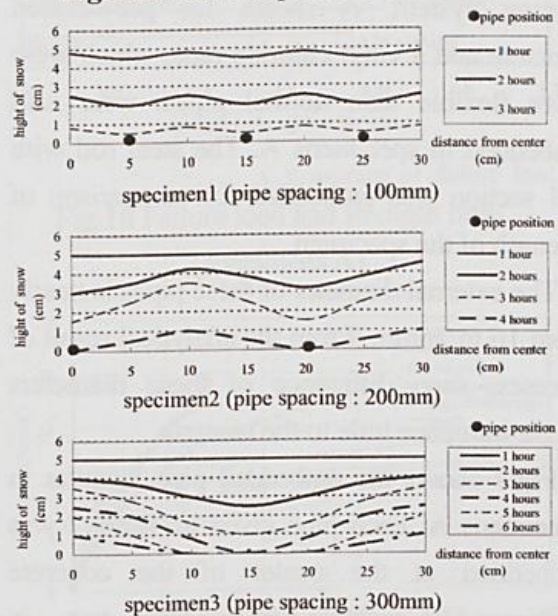 ●pipe position
6
5
4
3
2
1
0
hight of snow
(cm)
1 hour
2 hours
3 hours
0 5 10 15 20 25 30
distance from center
(cm)
specimen1 (pipe spacing : 100mm)
●pipe position
6
5
4
3
2
1
0
hight of snow
(cm)
1 hour
2 hours
3 hours
4 hours
0 5 10 15 20 25 30
distance from center
(cm)
specimen2 (pipe spacing : 200mm)
●pipe position
6
5
4
3
2
1
0
hight of snow
(cm)
1 hour
2 hours
3 hours
4 hours
5 hours
6 hours
0 5 10 15 20 25 30
distance from center
(cm)
specimen3 (pipe spacing : 300mm)